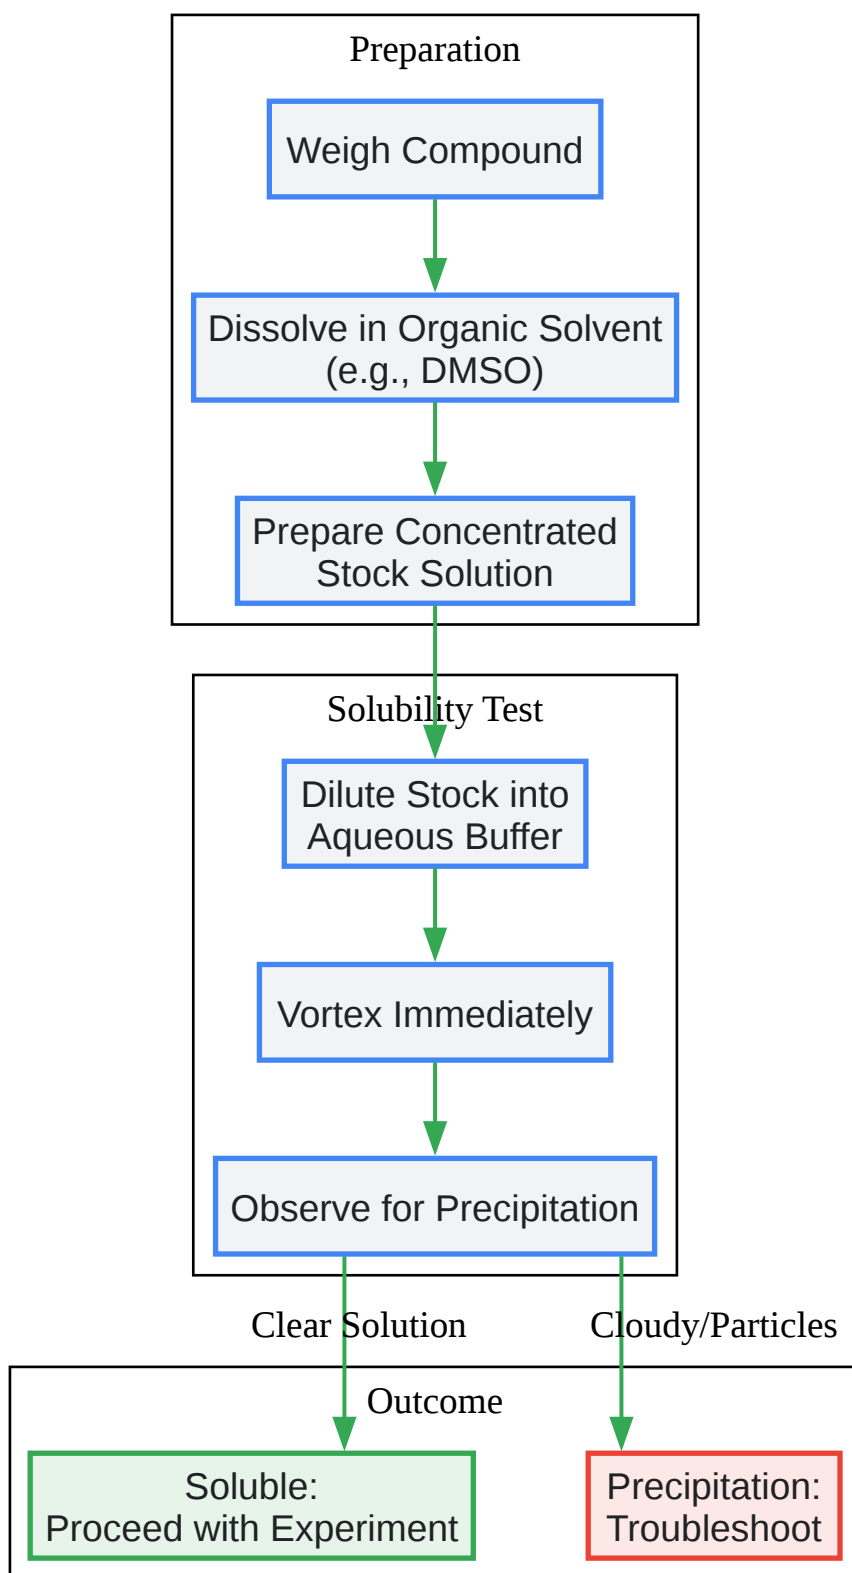 Preparation
Weigh Compound
Dissolve in Organic Solvent
(e.g., DMSO)
Prepare Concentrated
Stock Solution
Solubility Test
Dilute Stock into
Aqueous Buffer
Vortex Immediately
Observe for Precipitation
Clear Solution
Cloudy/Particles
Outcome
Soluble:
Proceed with Experiment
Precipitation:
Troubleshoot